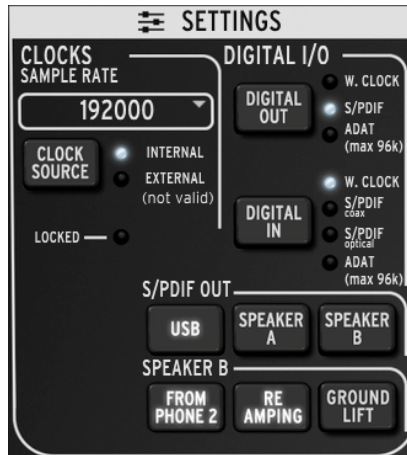 SETTINGS
CLOCKS
SAMPLE RATE
192000
CLOCK
SOURCE
INTERNAL
EXTERNAL
(not valid)
LOCKED
DIGITAL I/O
DIGITAL
OUT
W. CLOCK
S/PDIF
ADAT
(max 96k)
DIGITAL
IN
W. CLOCK
S/PDIF
coax
S/PDIF
optical
ADAT
(max 96k)
S/PDIF OUT
USB
SPEAKER
A
SPEAKER
B
SPEAKER B
FROM
PHONE 2
RE
AMPING
GROUND
LIFT